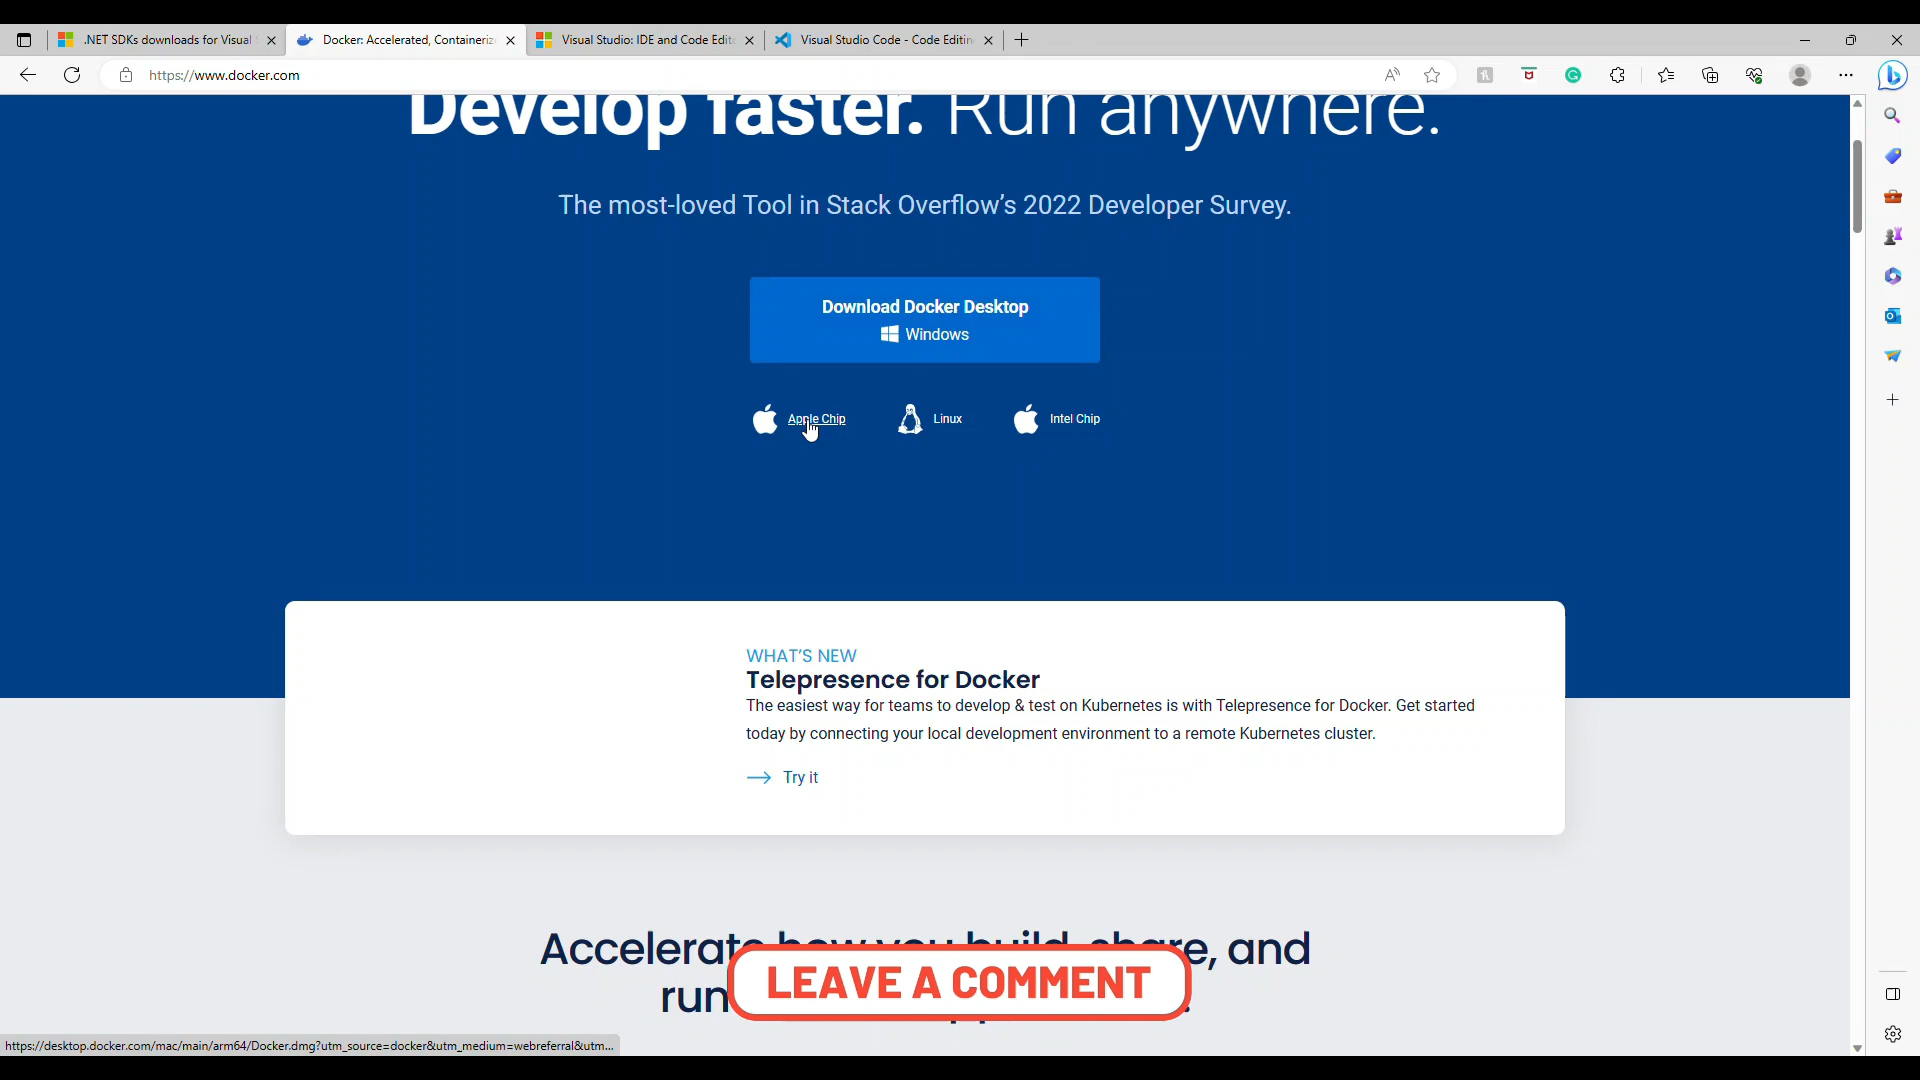 .NET SDKs downloads for Visual
Docker: Accelerated, Containeriz
Visual Studio: IDE and Code Edit
Visual Studio Code - Code Editin
https://www.docker.com
Develop faster. Run anywhere.
The most-loved Tool in Stack Overflow's 2022 Developer Survey.
Download Docker Desktop
Windows
Apple Chip
Linux
Intel Chip
WHAT'S NEW
Telepresence for Docker
The easiest way for teams to develop & test on Kubernetes is with Telepresence for Docker. Get started
today by connecting your local development environment to a remote Kubernetes cluster.
Try it
Accelerate how you build, share, and
run
LEAVE A COMMENT
https://desktop.docker.com/mac/main/arm64/Docker.dmg?utm_source=docker&utm_medium=webreferral&utm...